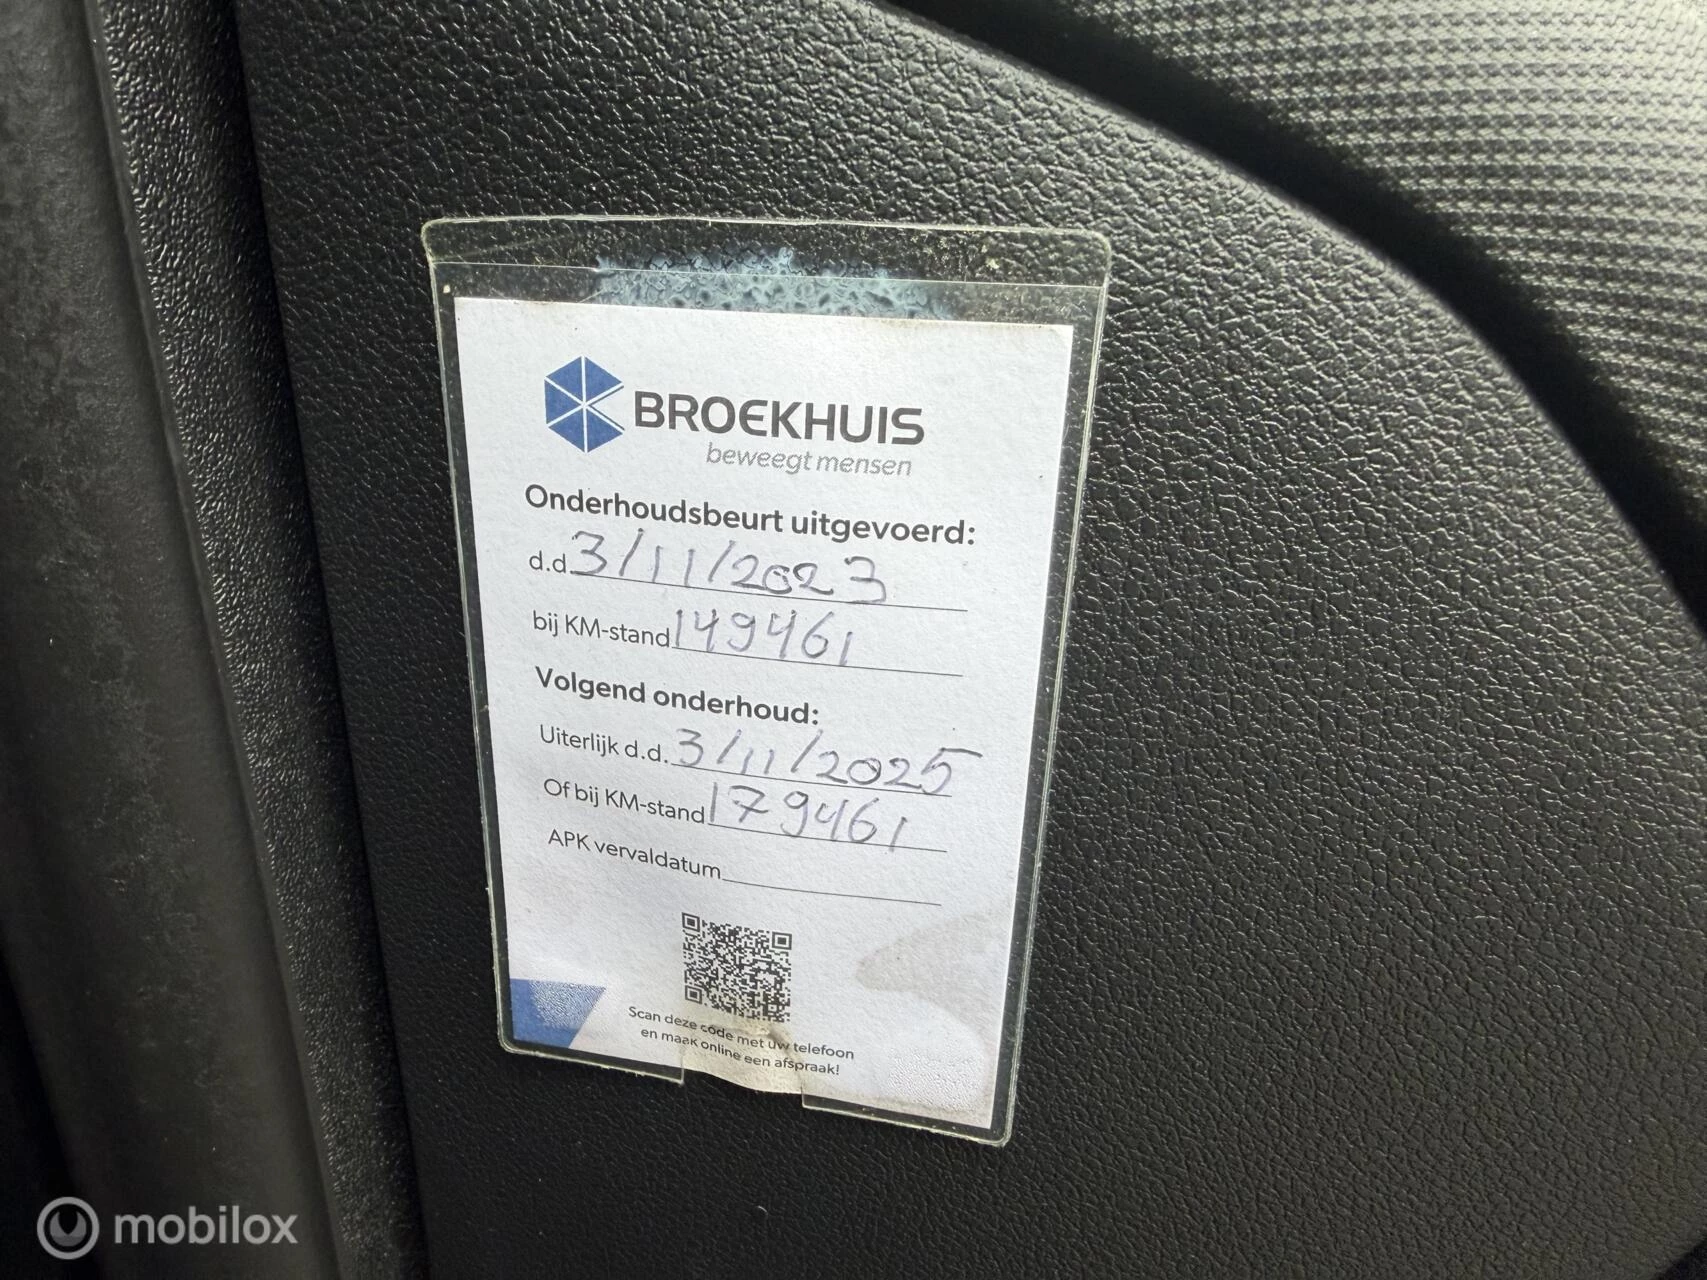 BROEKHUIS
beweegt mensen
Onderhoudsbeurt uitgevoerd:
d.d. 3/11/2023
bij KM-stand 149461
Volgend onderhoud:
Uiterlijk d.d. 3/11/2025
Of bij KM-stand 179461
APK vervaldatum
Scan deze code met uw telefoon
en maak online een afspraak!
mobilox